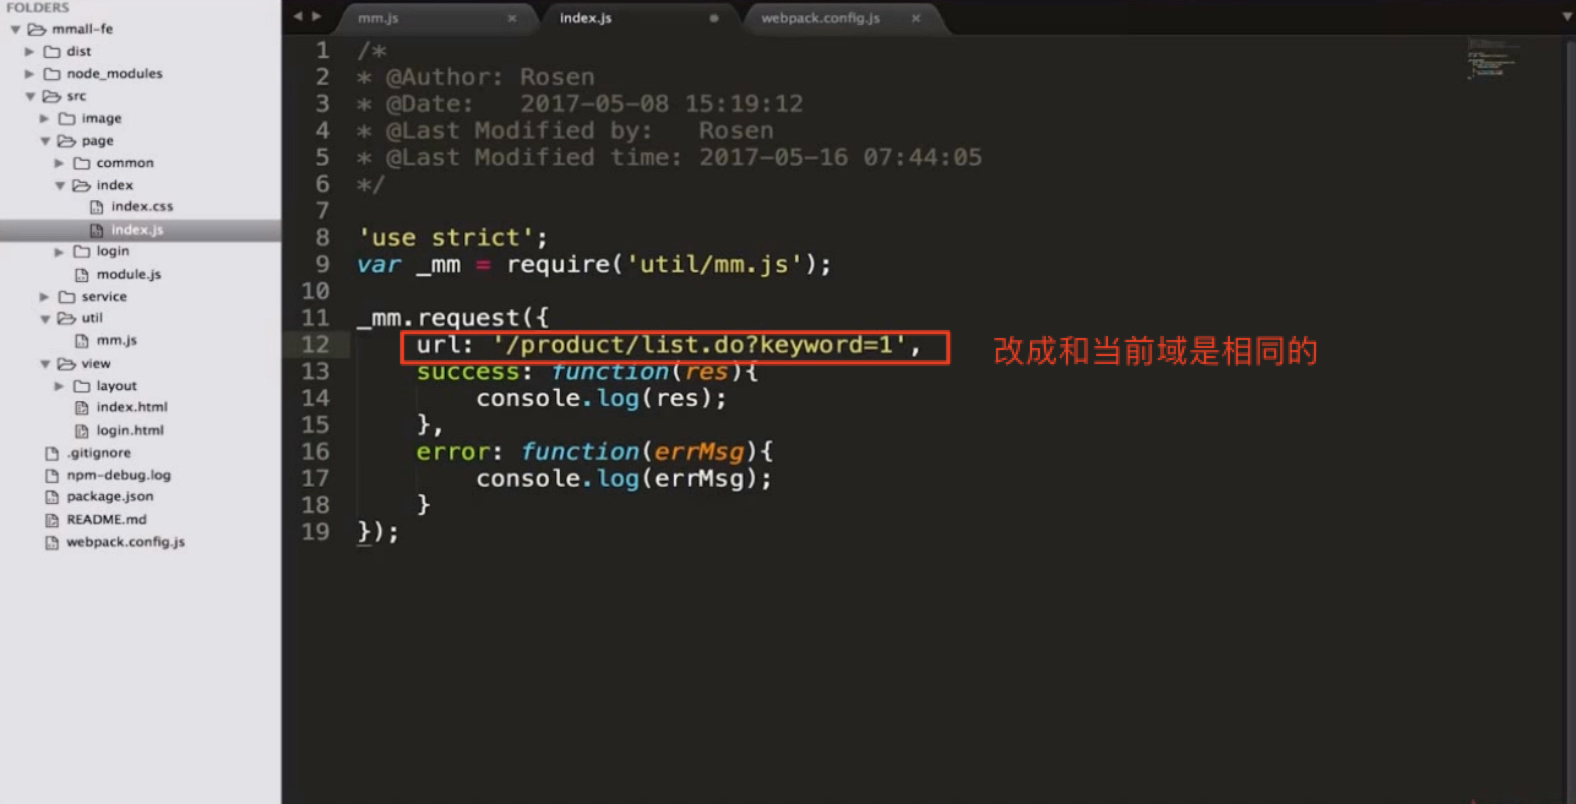 FOLDERS
mmall-fe
dist
node_modules
src
image
page
common
index
index.css
index.js
login
module.js
service
util
mm.js
view
layout
index.html
login.html
.gitignore
npm-debug.log
package.json
README.md
webpack.config.js
mm.js × index.js webpack.config.js ×
1 /*
2 * @Author: Rosen
3 * @Date:   2017-05-08 15:19:12
4 * @Last Modified by:   Rosen
5 * @Last Modified time: 2017-05-16 07:44:05
6 */
7
8 'use strict';
9 var _mm = require('util/mm.js');
10
11 _mm.request({
12     url: '/product/list.do?keyword=1', 改成和当前域是相同的
13     success: function(res){
14         console.log(res);
15     },
16     error: function(errMsg){
17         console.log(errMsg);
18     }
19 });